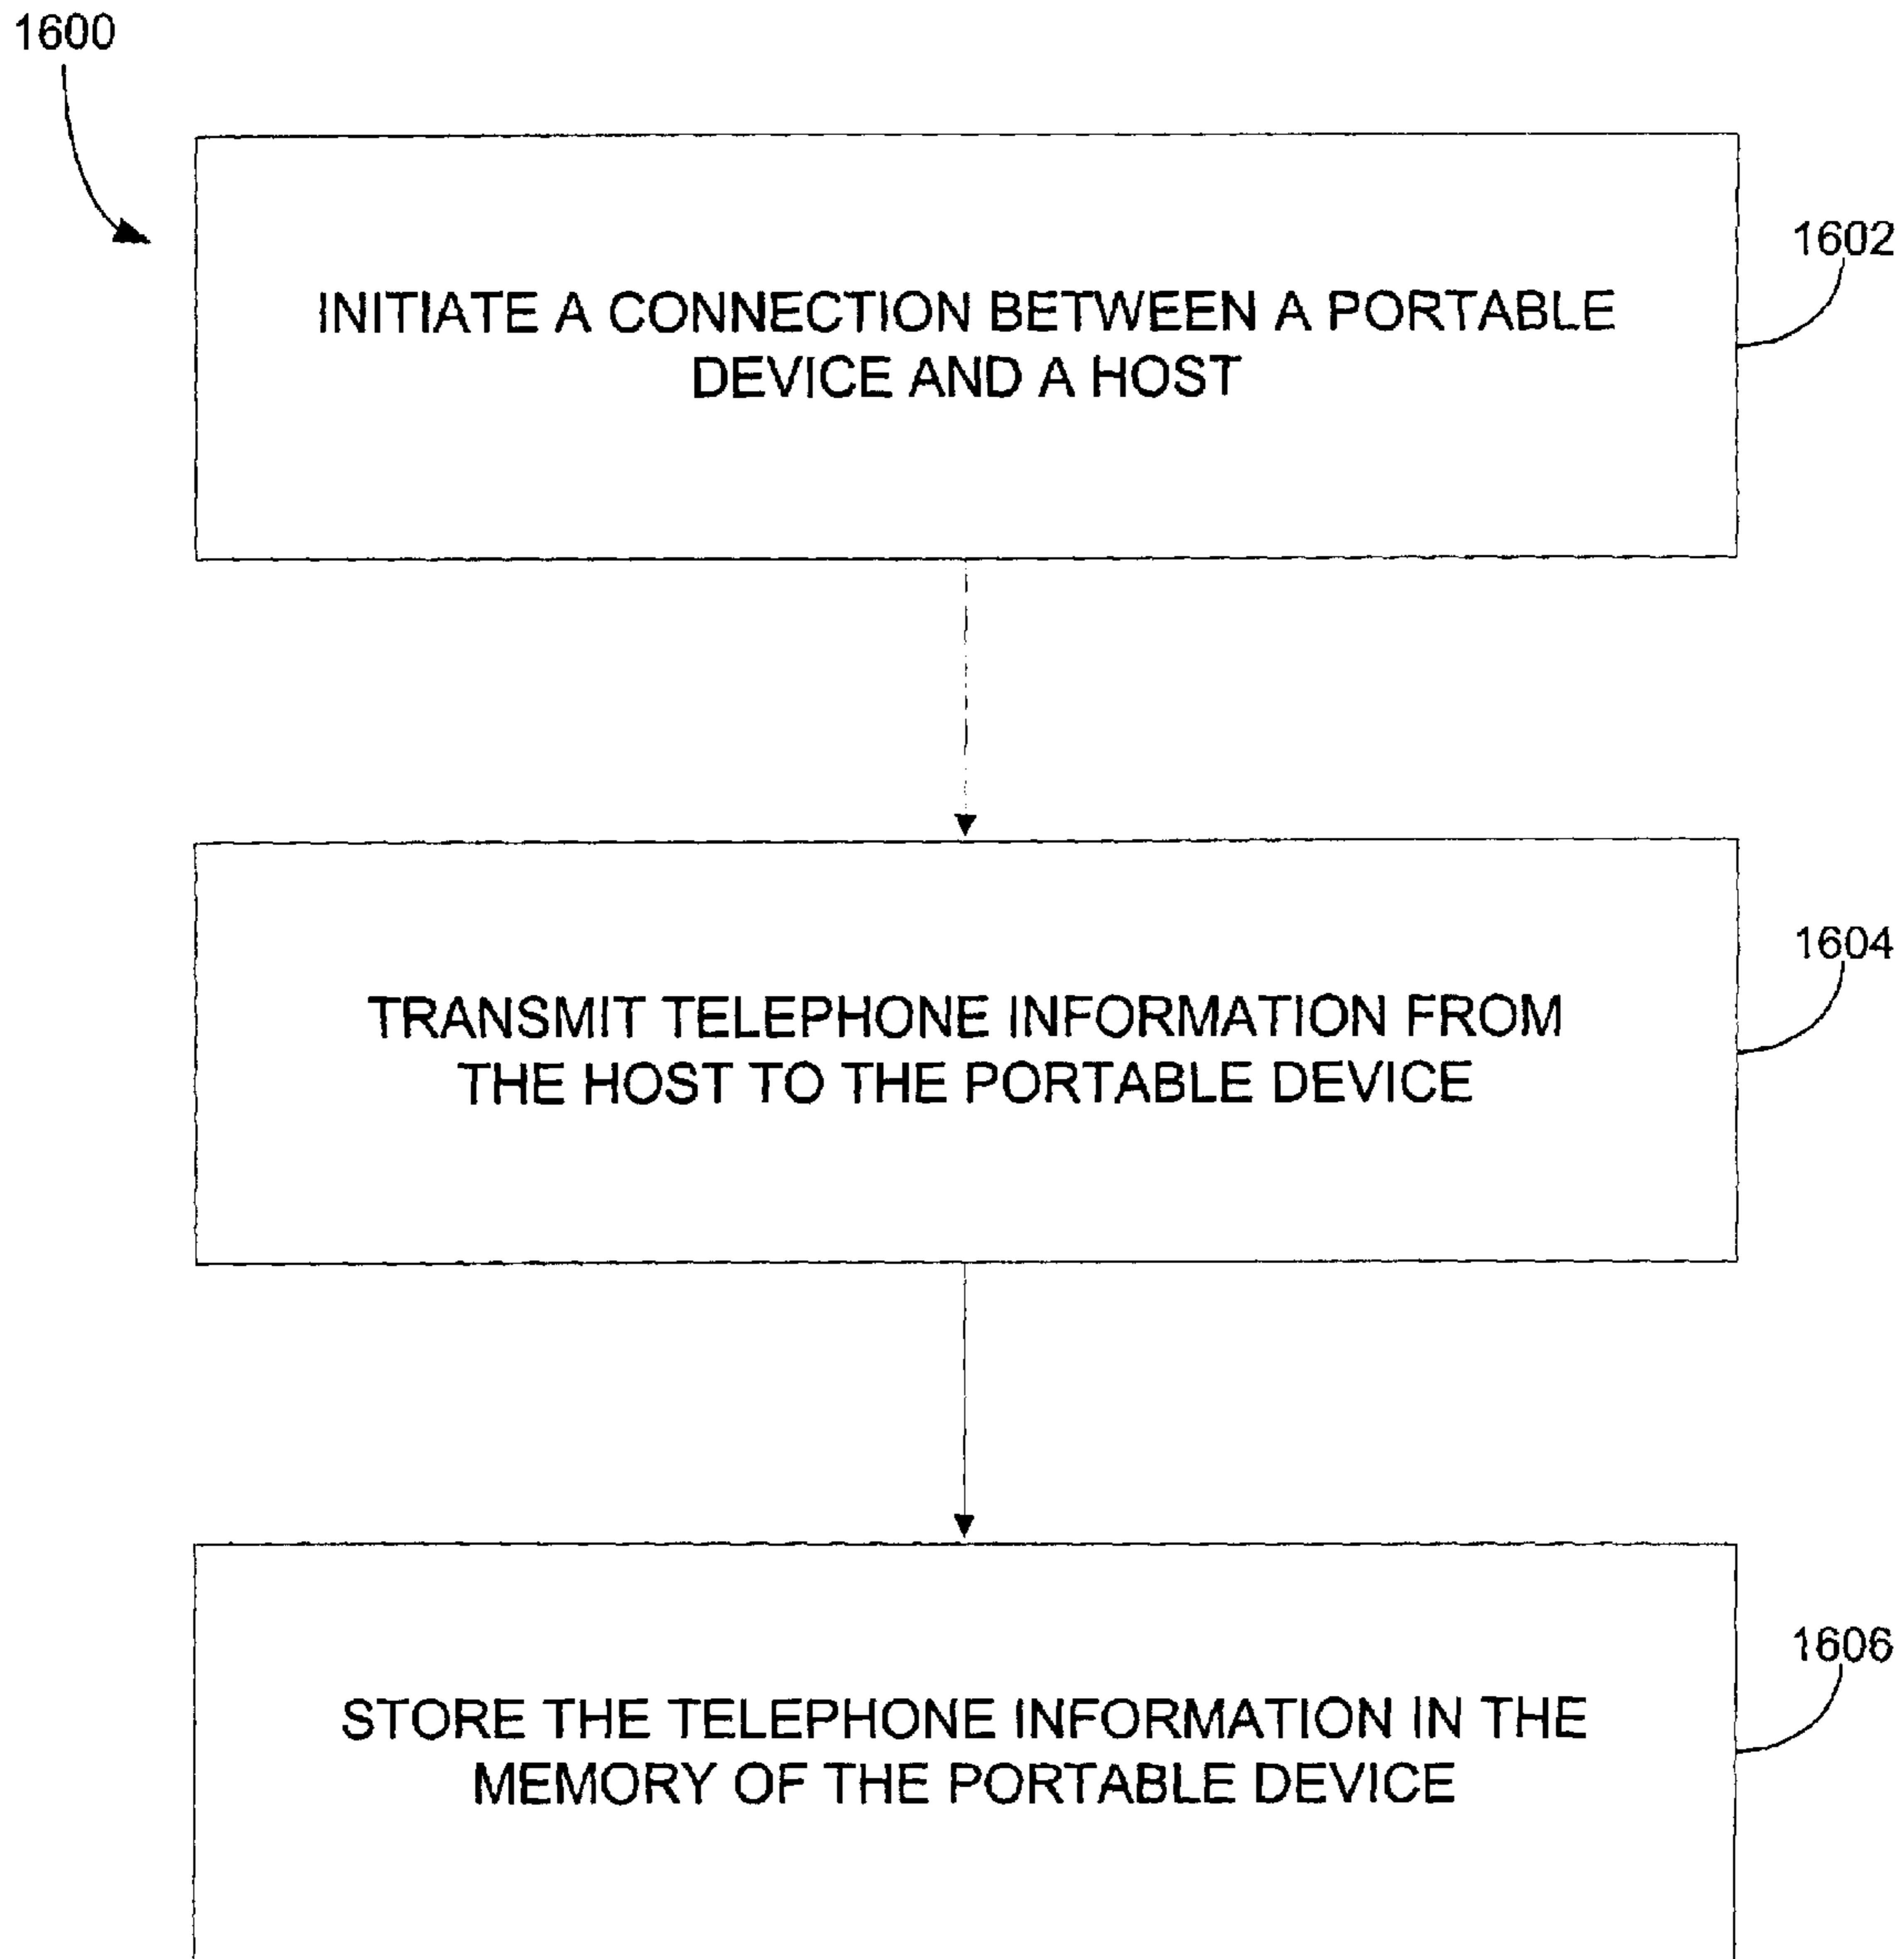 1600
INITIATE A CONNECTION BETWEEN A PORTABLE
DEVICE AND A HOST
1602
TRANSMIT TELEPHONE INFORMATION FROM
THE HOST TO THE PORTABLE DEVICE
1604
STORE THE TELEPHONE INFORMATION IN THE
MEMORY OF THE PORTABLE DEVICE
1606